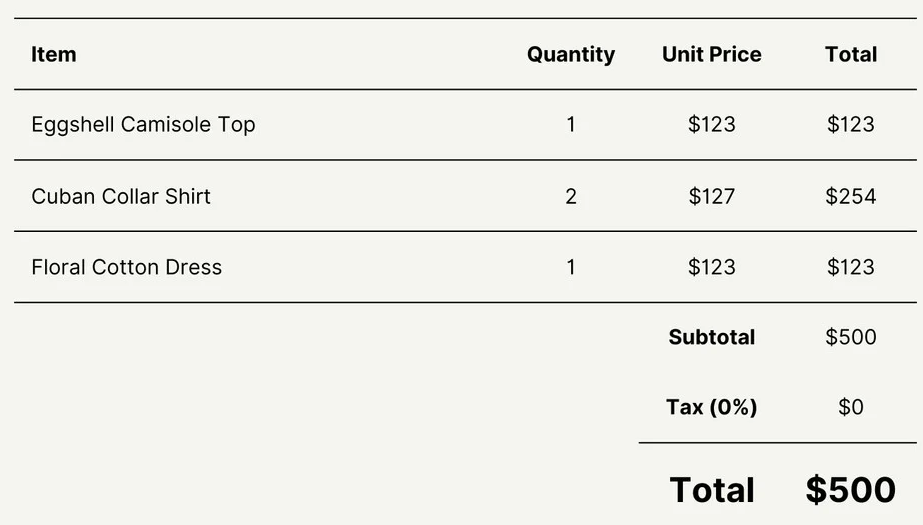 Item Quantity Unit Price Total
Eggshell Camisole Top 1 $123 $123
Cuban Collar Shirt 2 $127 $254
Floral Cotton Dress 1 $123 $123
Subtotal $500
Tax (0%) $0
Total $500